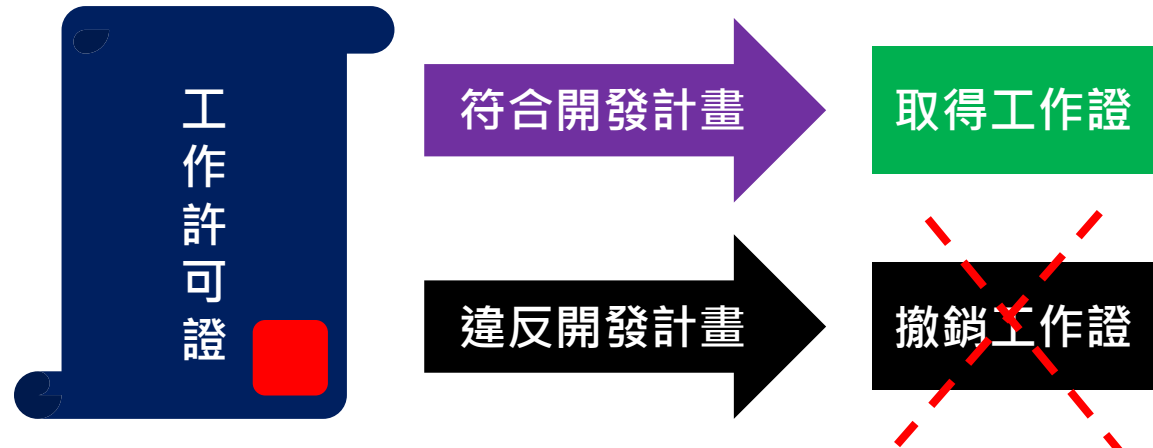 工作許可證
符合開發計畫
取得工作證
違反開發計畫
撤銷工作證